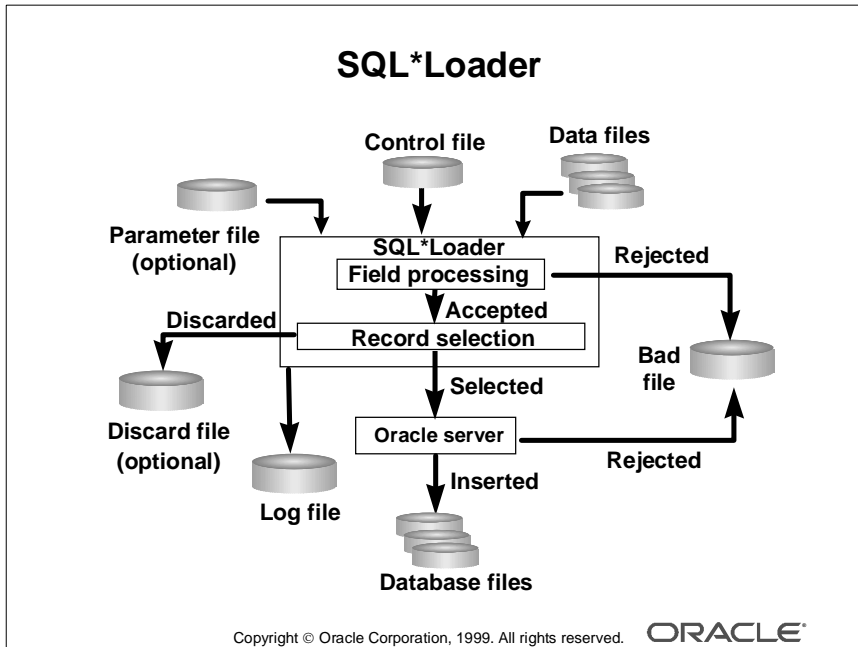 SQL*Loader
Control file
Data files
Parameter file
(optional)
SQL*Loader
Field processing
Rejected
Accepted
Discarded
Record selection
Bad
file
Selected
Discard file
(optional)
Oracle server
Rejected
Log file
Inserted
Database files
Copyright © Oracle Corporation, 1999. All rights reserved.
ORACLE®